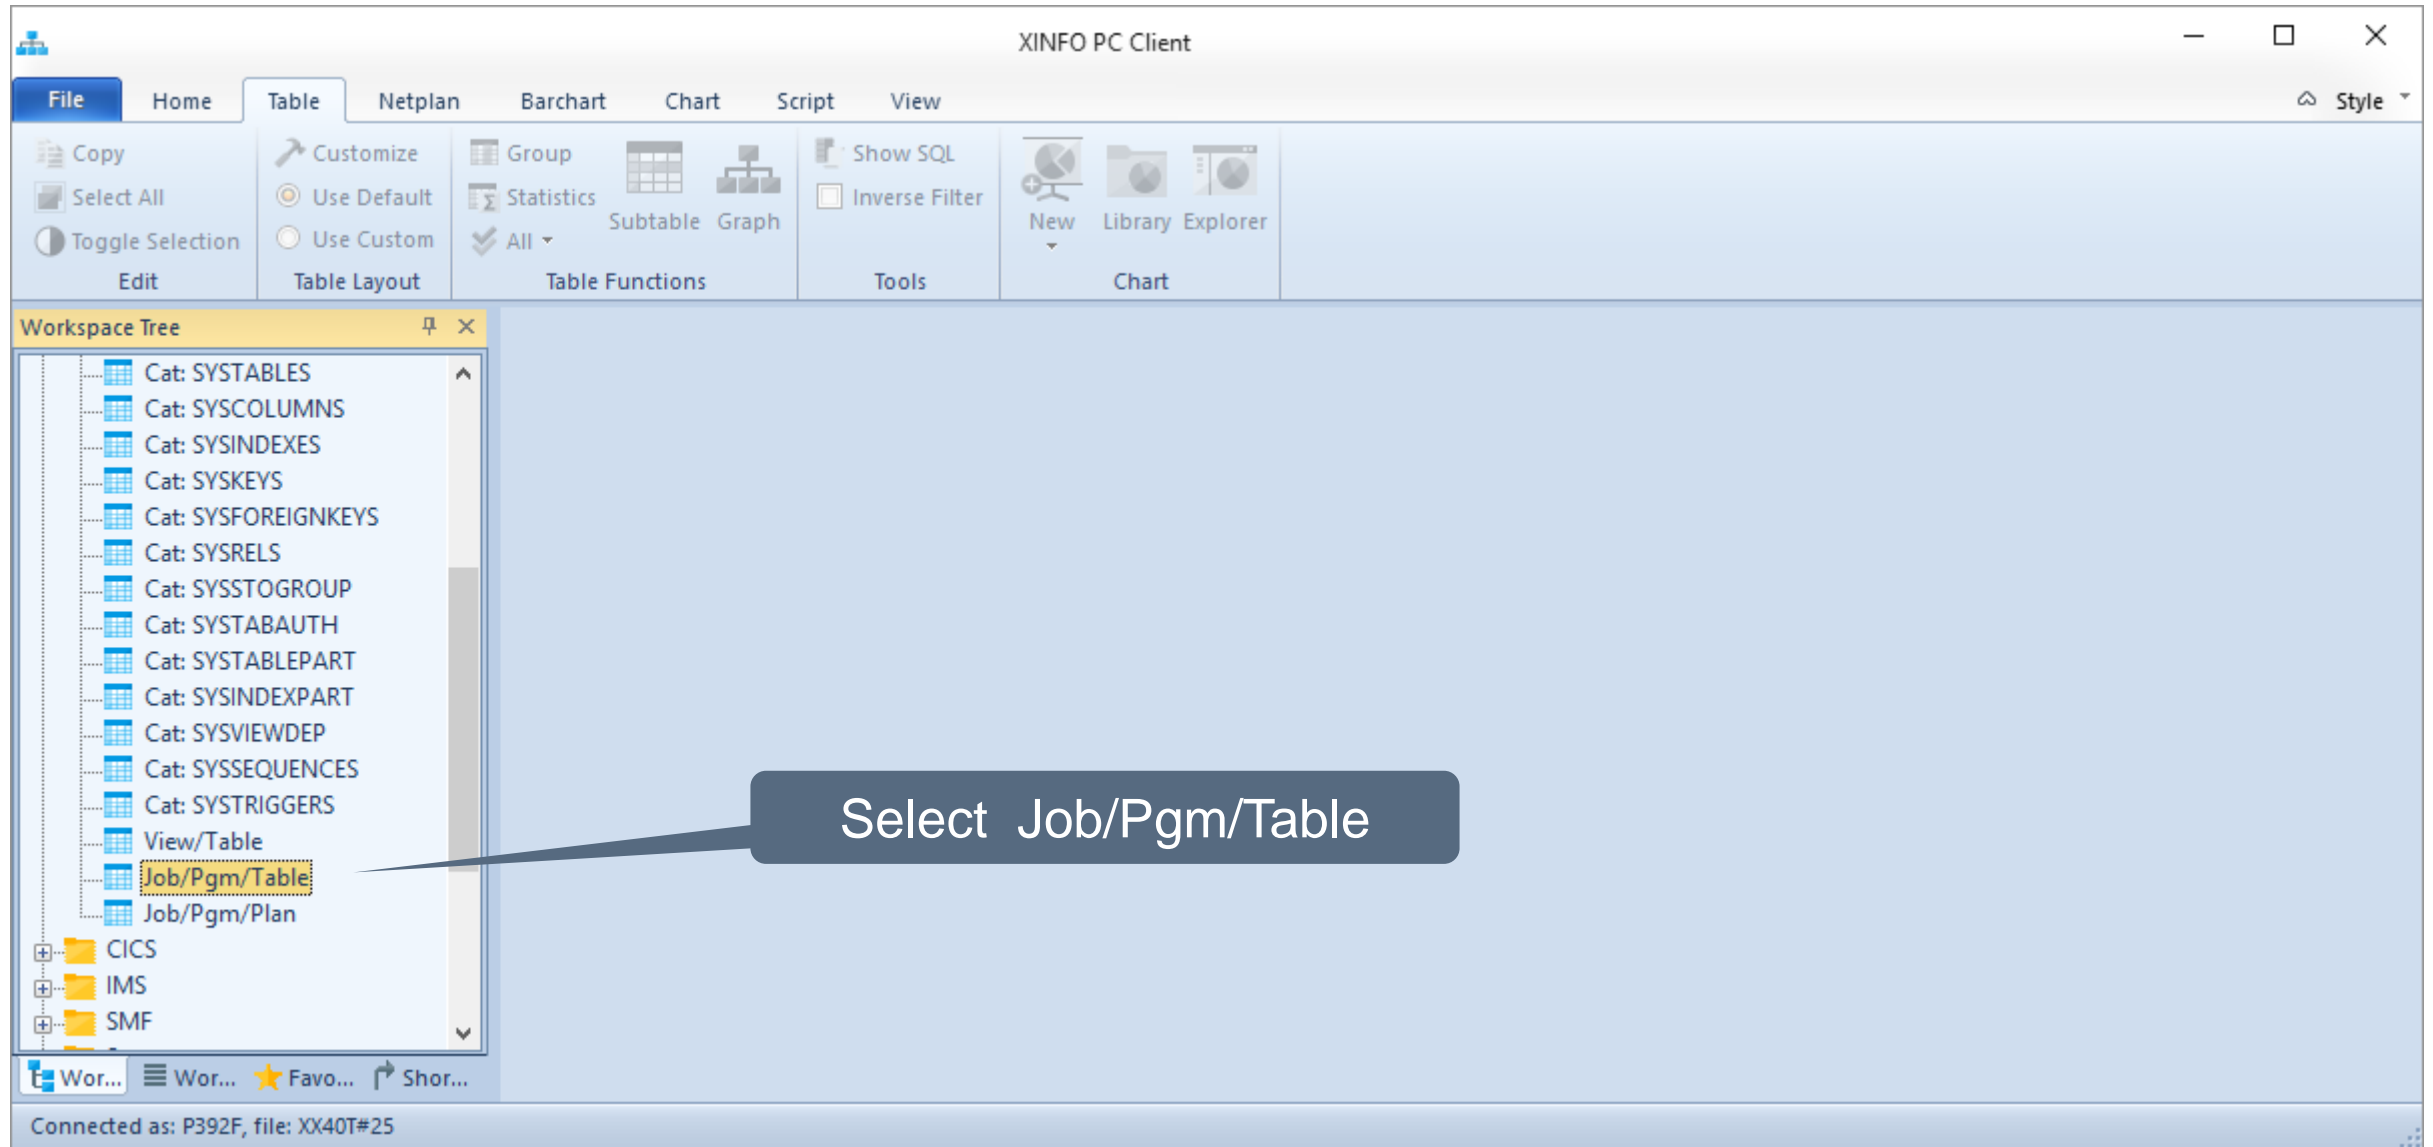 XINFO PC Client
File Home Table Netplan Barchart Chart Script View Style
Copy Customize Group Show SQL
Select All Use Default Statistics Inverse Filter
Subtable Graph New Library Explorer
Toggle Selection Use Custom All
Edit Table Layout Table Functions Tools Chart
Workspace Tree
Cat: SYSTABLES
Cat: SYSCOLUMNS
Cat: SYSINDEXES
Cat: SYSKEYS
Cat: SYSFOREIGNKEYS
Cat: SYSRELS
Cat: SYSSTOGROUP
Cat: SYSTABAUTH
Cat: SYSTABLEPART
Cat: SYSINDEXPART
Cat: SYSVIEWDEP
Cat: SYSSEQUENCES
Cat: SYSTRIGGERS
Select Job/Pgm/Table
View/Table
Job/Pgm/Table
Job/Pgm/Plan
CICS
IMS
SMF
Wor... Wor... Favo... Shor...
Connected as: P392F, file: XX40T#25